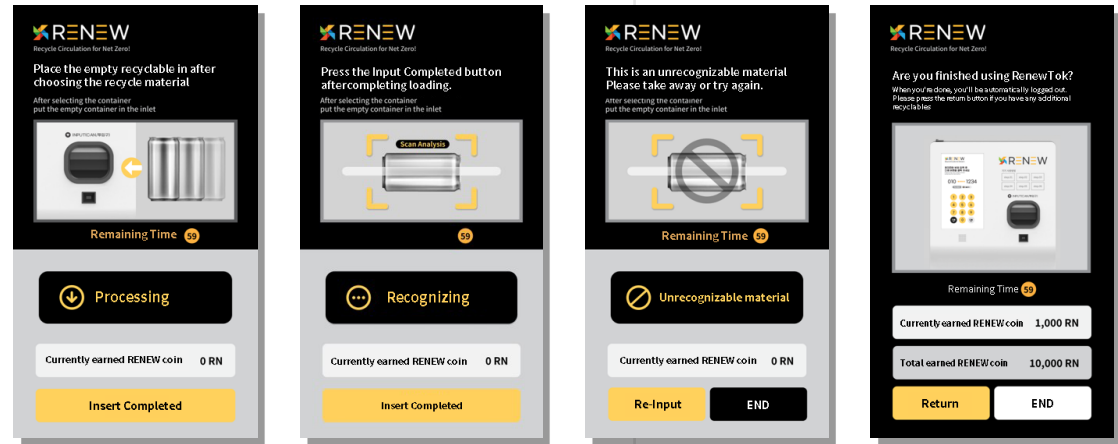 RENEW
Recycle Circulation for Net Zero!
Place the empty recyclable in after
choosing the recycle material
After selecting the container
put the empty container in the inlet
INPUT(CAN/PE)CO
Remaining Time 59
Processing
Currently earned RENEW coin 0 RN
Insert Completed
RENEW
Recycle Circulation for Net Zero!
Press the Input Completed button
aftercompleting loading.
After selecting the container
put the empty container in the inlet
Scan Analysis
59
Recognizing
Currently earned RENEW coin 0 RN
Insert Completed
RENEW
Recycle Circulation for Net Zero!
This is an unrecognizable material
Please take away or try again.
After selecting the container
put the empty container in the inlet
Remaining Time 59
Unrecognizable material
Currently earned RENEW coin 0 RN
Re-Input END
RENEW
Recycle Circulation for Net Zero!
Are you finished using RenewTok?
When you're done, you'll be automatically logged out.
Please press the return button if you have any additional
recyclables
RENEW
010 1234
Remaining Time 59
Currently earned RENEW coin 1,000 RN
Total earned RENEW coin 10,000 RN
Return END